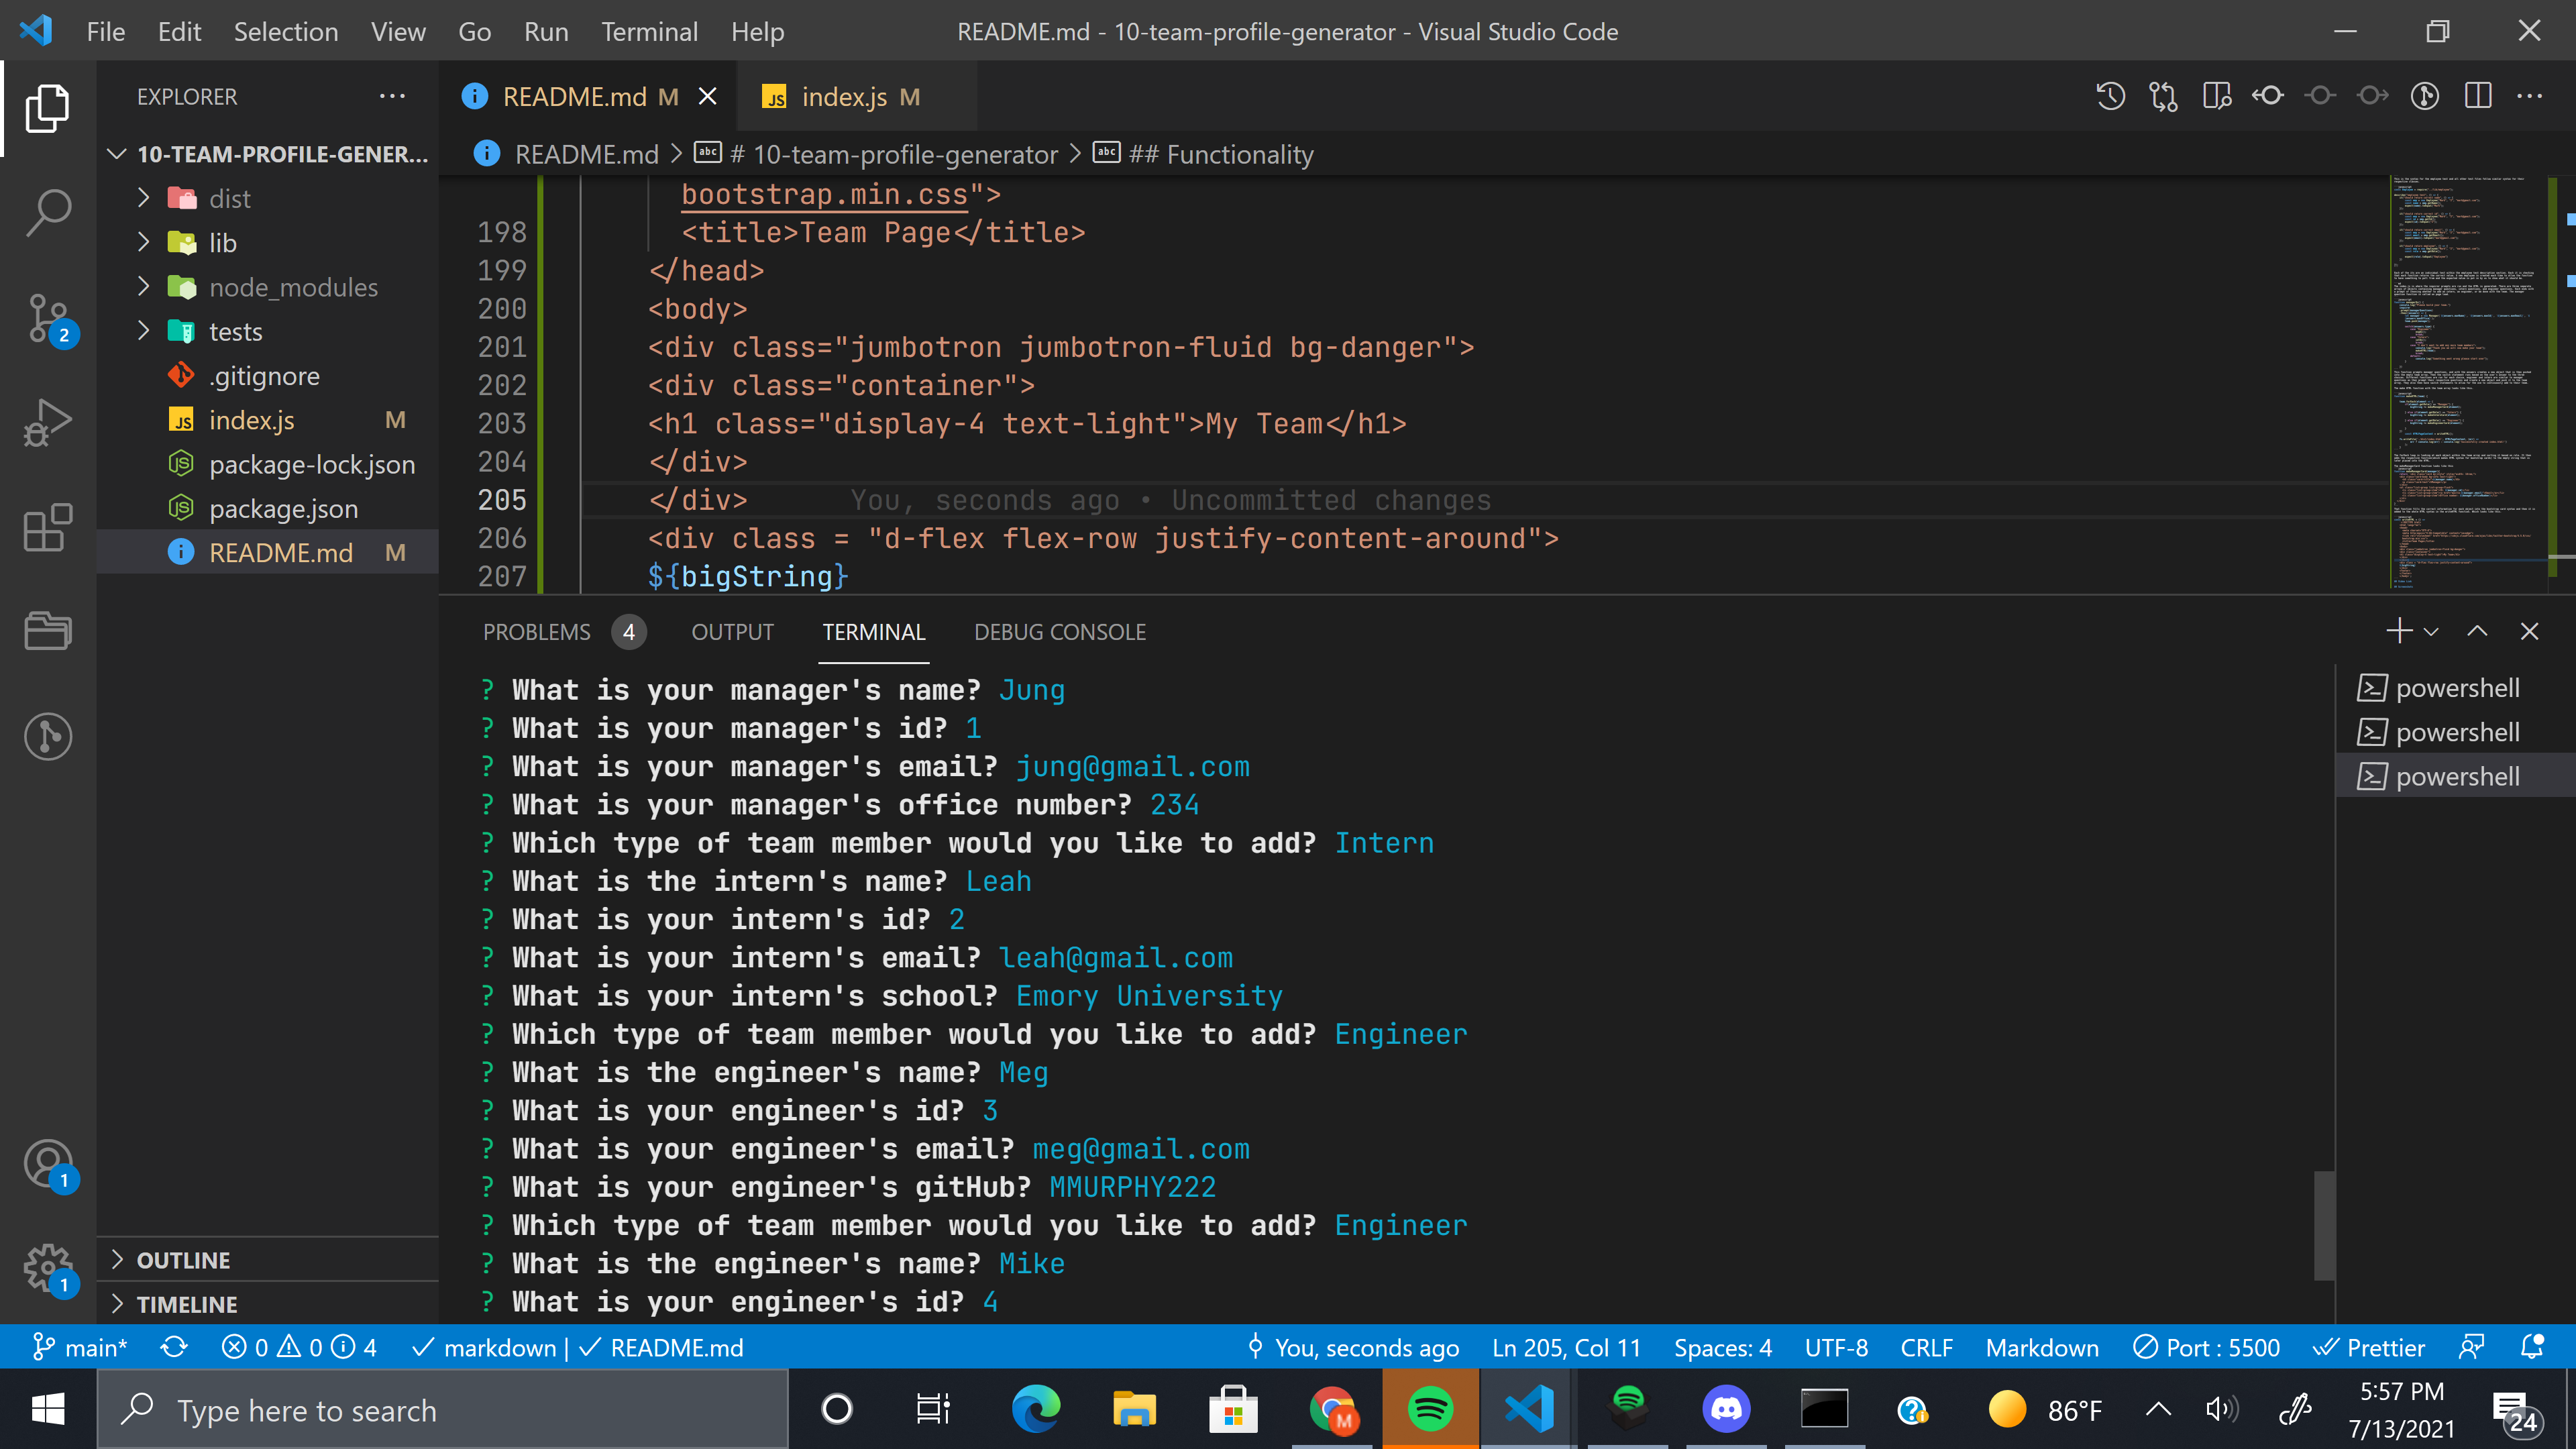 File Edit Selection View Go Run Terminal Help
README.md - 10-team-profile-generator - Visual Studio Code
EXPLORER
README.md M
JS index.js M
10-TEAM-PROFILE-GENER...
README.md > abc # 10-team-profile-generator > abc ## Functionality
dist
lib
node_modules
tests
.gitignore
JS index.js M
package-lock.json
package.json
README.md M
OUTLINE
TIMELINE
2
1
1
bootstrap.min.css">
198 <title>Team Page</title>
199 </head>
200 <body>
201 <div class="jumbotron jumbotron-fluid bg-danger">
202 <div class="container">
203 <h1 class="display-4 text-light">My Team</h1>
204 </div>
205 </div> You, seconds ago • Uncommitted changes
206 <div class = "d-flex flex-row justify-content-around">
207 ${bigString}
PROBLEMS 4 OUTPUT TERMINAL DEBUG CONSOLE
? What is your manager's name? Jung
? What is your manager's id? 1
? What is your manager's email? jung@gmail.com
? What is your manager's office number? 234
? Which type of team member would you like to add? Intern
? What is the intern's name? Leah
? What is your intern's id? 2
? What is your intern's email? leah@gmail.com
? What is your intern's school? Emory University
? Which type of team member would you like to add? Engineer
? What is the engineer's name? Meg
? What is your engineer's id? 3
? What is your engineer's email? meg@gmail.com
? What is your engineer's gitHub? MMURPHY222
? Which type of team member would you like to add? Engineer
? What is the engineer's name? Mike
? What is your engineer's id? 4
powershell
powershell
powershell
main* 0 0 4 markdown | README.md
You, seconds ago Ln 205, Col 11 Spaces: 4 UTF-8 CRLF Markdown Port : 5500 Prettier
Type here to search
M
86°F
5:57 PM
7/13/2021
24